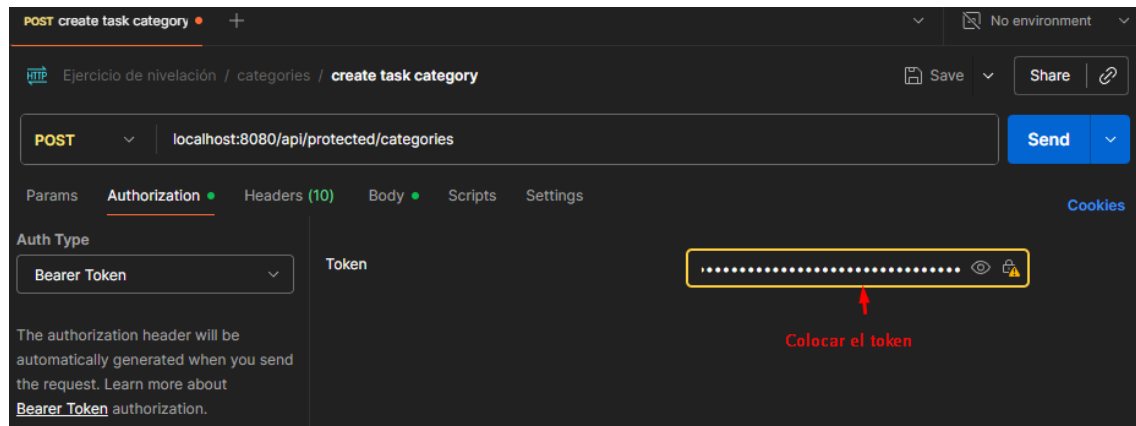 POST create task category
No environment
HTTP Ejercicio de nivelación / categories / create task category
Save
Share
POST localhost:8080/api/protected/categories
Send
Params Authorization Headers (10) Body Scripts Settings
Cookies
Auth Type
Bearer Token
Token
Colocar el token
The authorization header will be
automatically generated when you send
the request. Learn more about
Bearer Token authorization.